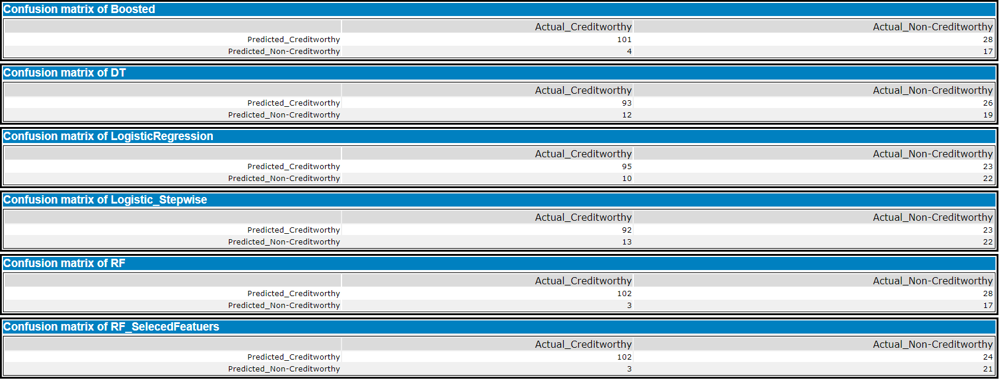 Confusion matrix of Boosted
Actual_Creditworthy Actual_Non-Creditworthy
Predicted_Creditworthy 101 28
Predicted_Non-Creditworthy 4 17
Confusion matrix of DT
Actual_Creditworthy Actual_Non-Creditworthy
Predicted_Creditworthy 93 26
Predicted_Non-Creditworthy 12 19
Confusion matrix of LogisticRegression
Actual_Creditworthy Actual_Non-Creditworthy
Predicted_Creditworthy 95 23
Predicted_Non-Creditworthy 10 22
Confusion matrix of Logistic_Stepwise
Actual_Creditworthy Actual_Non-Creditworthy
Predicted_Creditworthy 92 23
Predicted_Non-Creditworthy 13 22
Confusion matrix of RF
Actual_Creditworthy Actual_Non-Creditworthy
Predicted_Creditworthy 102 28
Predicted_Non-Creditworthy 3 17
Confusion matrix of RF_SelecedFeatuers
Actual_Creditworthy Actual_Non-Creditworthy
Predicted_Creditworthy 102 24
Predicted_Non-Creditworthy 3 21